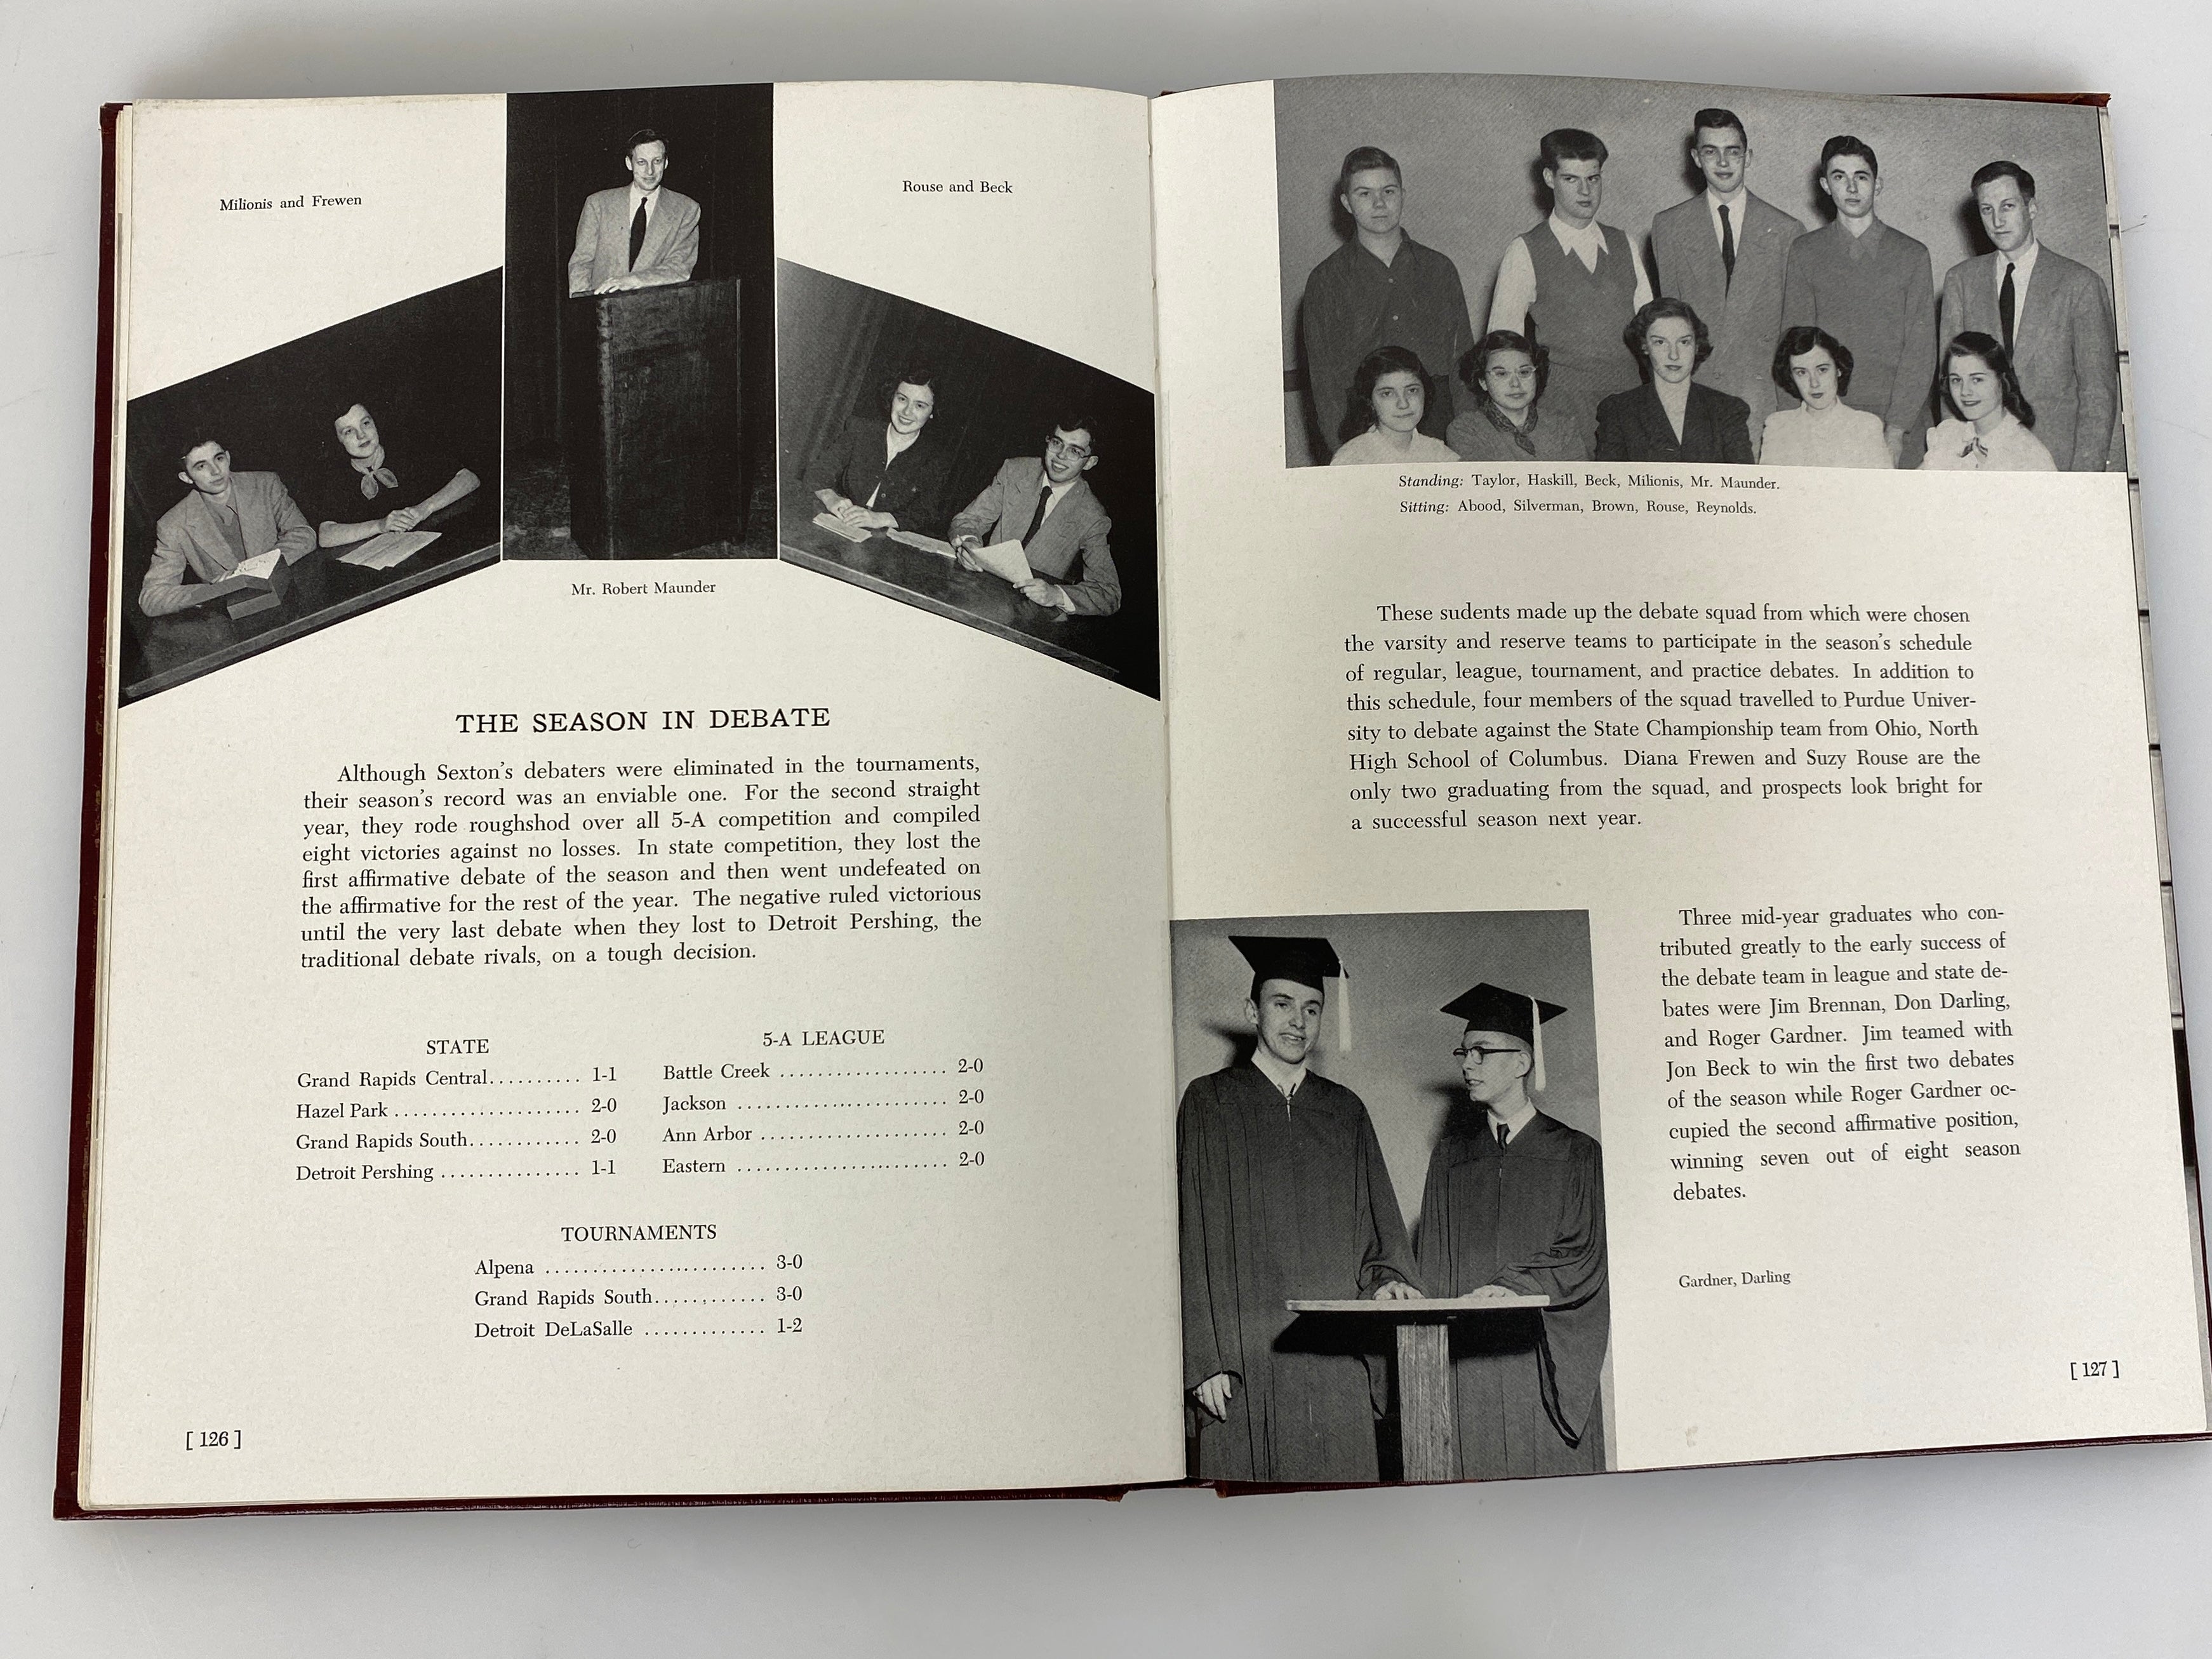 Milionis and Frewen
Rouse and Beck
Mr. Robert Maunder
THE SEASON IN DEBATE
Although Sexton's debaters were eliminated in the tournaments,
their season's record was an enviable one. For the second straight
year, they rode roughshod over all 5-A competition and compiled
eight victories against no losses. In state competition, they lost the
first affirmative debate of the season and then went undefeated on
the affirmative for the rest of the year. The negative ruled victorious
until the very last debate when they lost to Detroit Pershing, the
traditional debate rivals, on a tough decision.
STATE
Grand Rapids Central.......... 1-1
Hazel Park .................... 2-0
Grand Rapids South............ 2-0
Detroit Pershing ............... 1-1
5-A LEAGUE
Battle Creek .................. 2-0
Jackson ....................... 2-0
Ann Arbor .................... 2-0
Eastern ....................... 2-0
TOURNAMENTS
Alpena ........................ 3-0
Grand Rapids South............ 3-0
Detroit DeLaSalle ............. 1-2
[ 126 ]
Standing: Taylor, Haskill, Beck, Milionis, Mr. Maunder.
Sitting: Abood, Silverman, Brown, Rouse, Reynolds.
These sudents made up the debate squad from which were chosen
the varsity and reserve teams to participate in the season's schedule
of regular, league, tournament, and practice debates. In addition to
this schedule, four members of the squad travelled to Purdue Univer-
sity to debate against the State Championship team from Ohio, North
High School of Columbus. Diana Frewen and Suzy Rouse are the
only two graduating from the squad, and prospects look bright for
a successful season next year.
Three mid-year graduates who con-
tributed greatly to the early success of
the debate team in league and state de-
bates were Jim Brennan, Don Darling,
and Roger Gardner. Jim teamed with
Jon Beck to win the first two debates
of the season while Roger Gardner oc-
cupied the second affirmative position,
winning seven out of eight season
debates.
Gardner, Darling
[ 127 ]